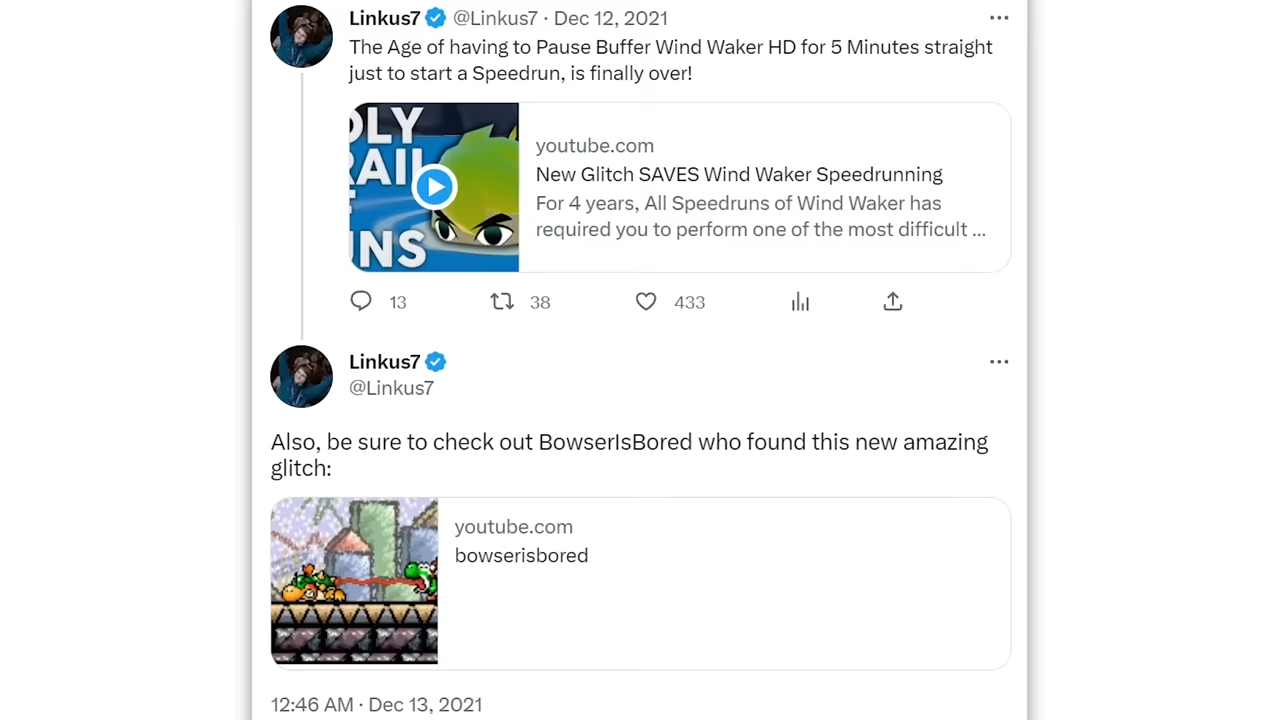 Linkus7 @Linkus7 · Dec 12, 2021
The Age of having to Pause Buffer Wind Waker HD for 5 Minutes straight
just to start a Speedrun, is finally over!
youtube.com
New Glitch SAVES Wind Waker Speedrunning
For 4 years, All Speedruns of Wind Waker has
required you to perform one of the most difficult ...
13 38 433
Linkus7
@Linkus7
Also, be sure to check out BowserIsBored who found this new amazing
glitch:
youtube.com
bowserisbored
12:46 AM · Dec 13, 2021